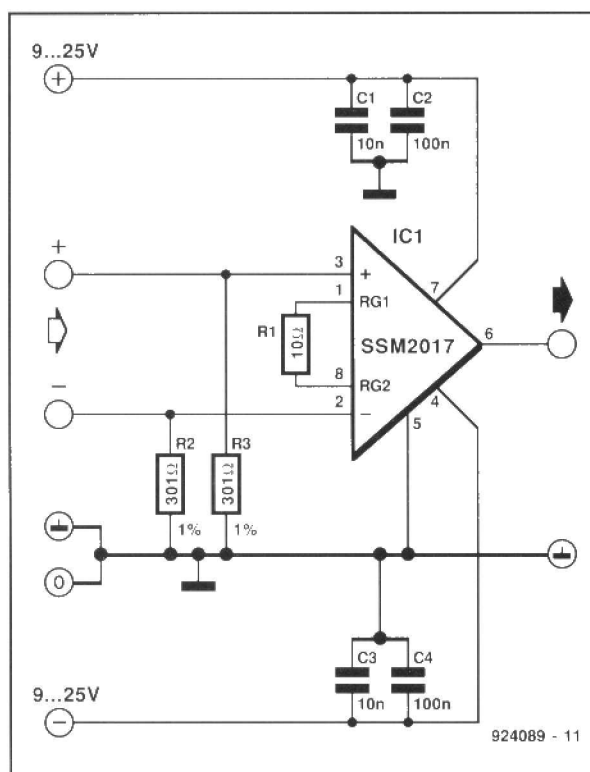 9...25V
+
C1
C2
10n
100n
IC1
+
3
+
7
1
RG1
R1
10Ω
SSM2017
6
8
RG2
−
2
−
5
4
R2
R3
301Ω
301Ω
1%
1%
0
C3
C4
10n
100n
9...25V
−
924089 - 11